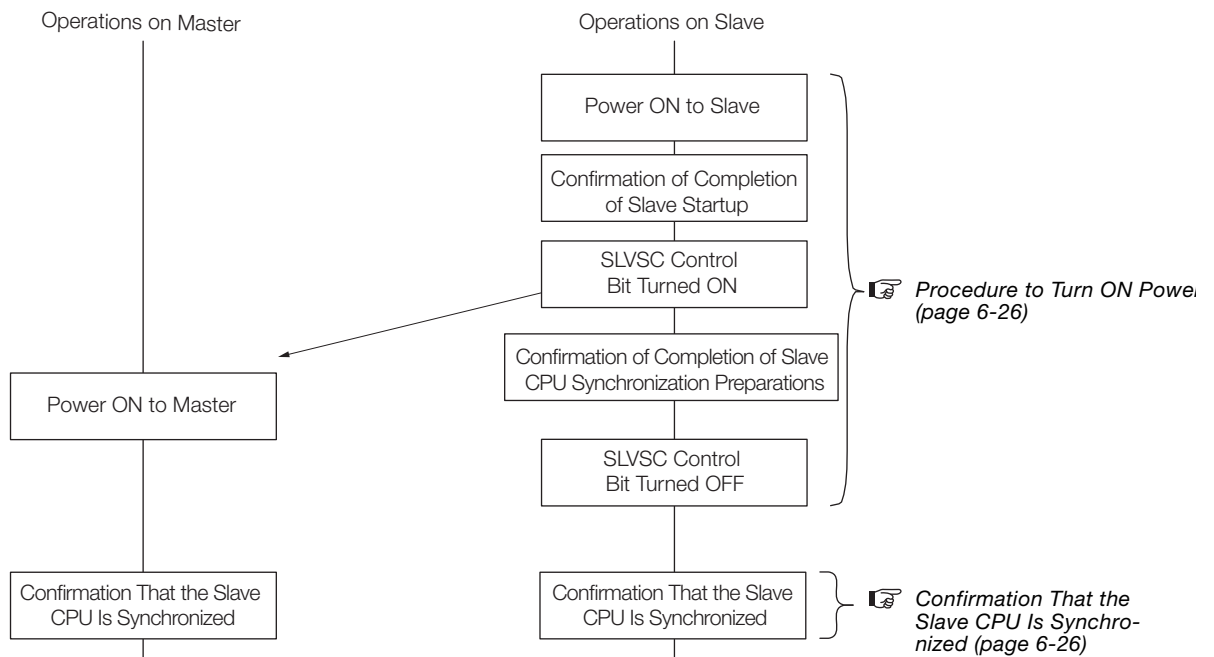 Operations on Master
Operations on Slave
Power ON to Slave
Confirmation of Completion
of Slave Startup
SLVSC Control
Bit Turned ON
Procedure to Turn ON Power
(page 6-26)
Confirmation of Completion of Slave
CPU Synchronization Preparations
Power ON to Master
SLVSC Control
Bit Turned OFF
Confirmation That the Slave
CPU Is Synchronized
Confirmation That the Slave
CPU Is Synchronized
Confirmation That the
Slave CPU Is Synchro-
nized (page 6-26)